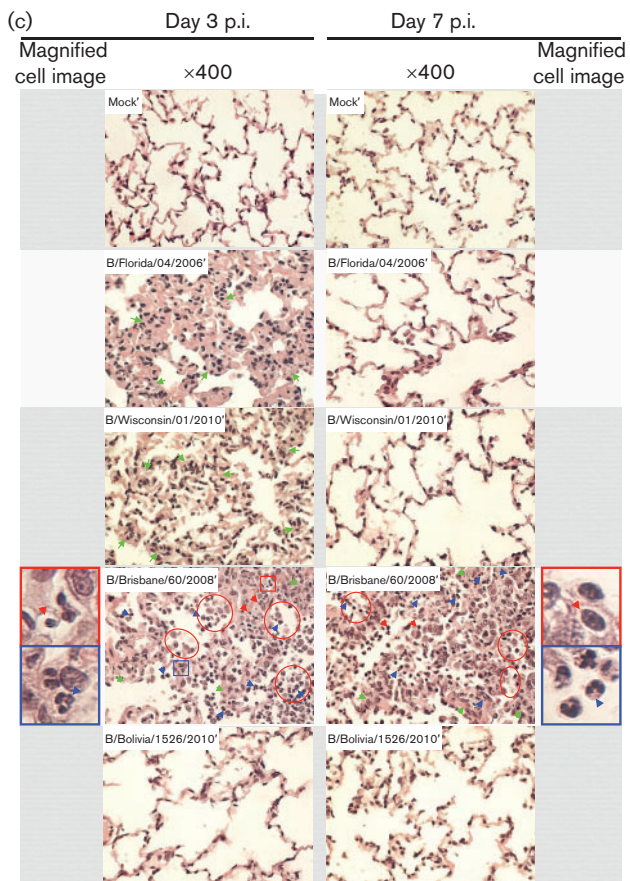 (c)
Day 3 p.i. Day 7 p.i.
Magnified
cell image
×400
×400
Magnified
cell image
Mock′
Mock′
B/Florida/04/2006′
B/Florida/04/2006′
B/Wisconsin/01/2010′
B/Wisconsin/01/2010′
B/Brisbane/60/2008′
B/Brisbane/60/2008′
B/Bolivia/1526/2010′
B/Bolivia/1526/2010′